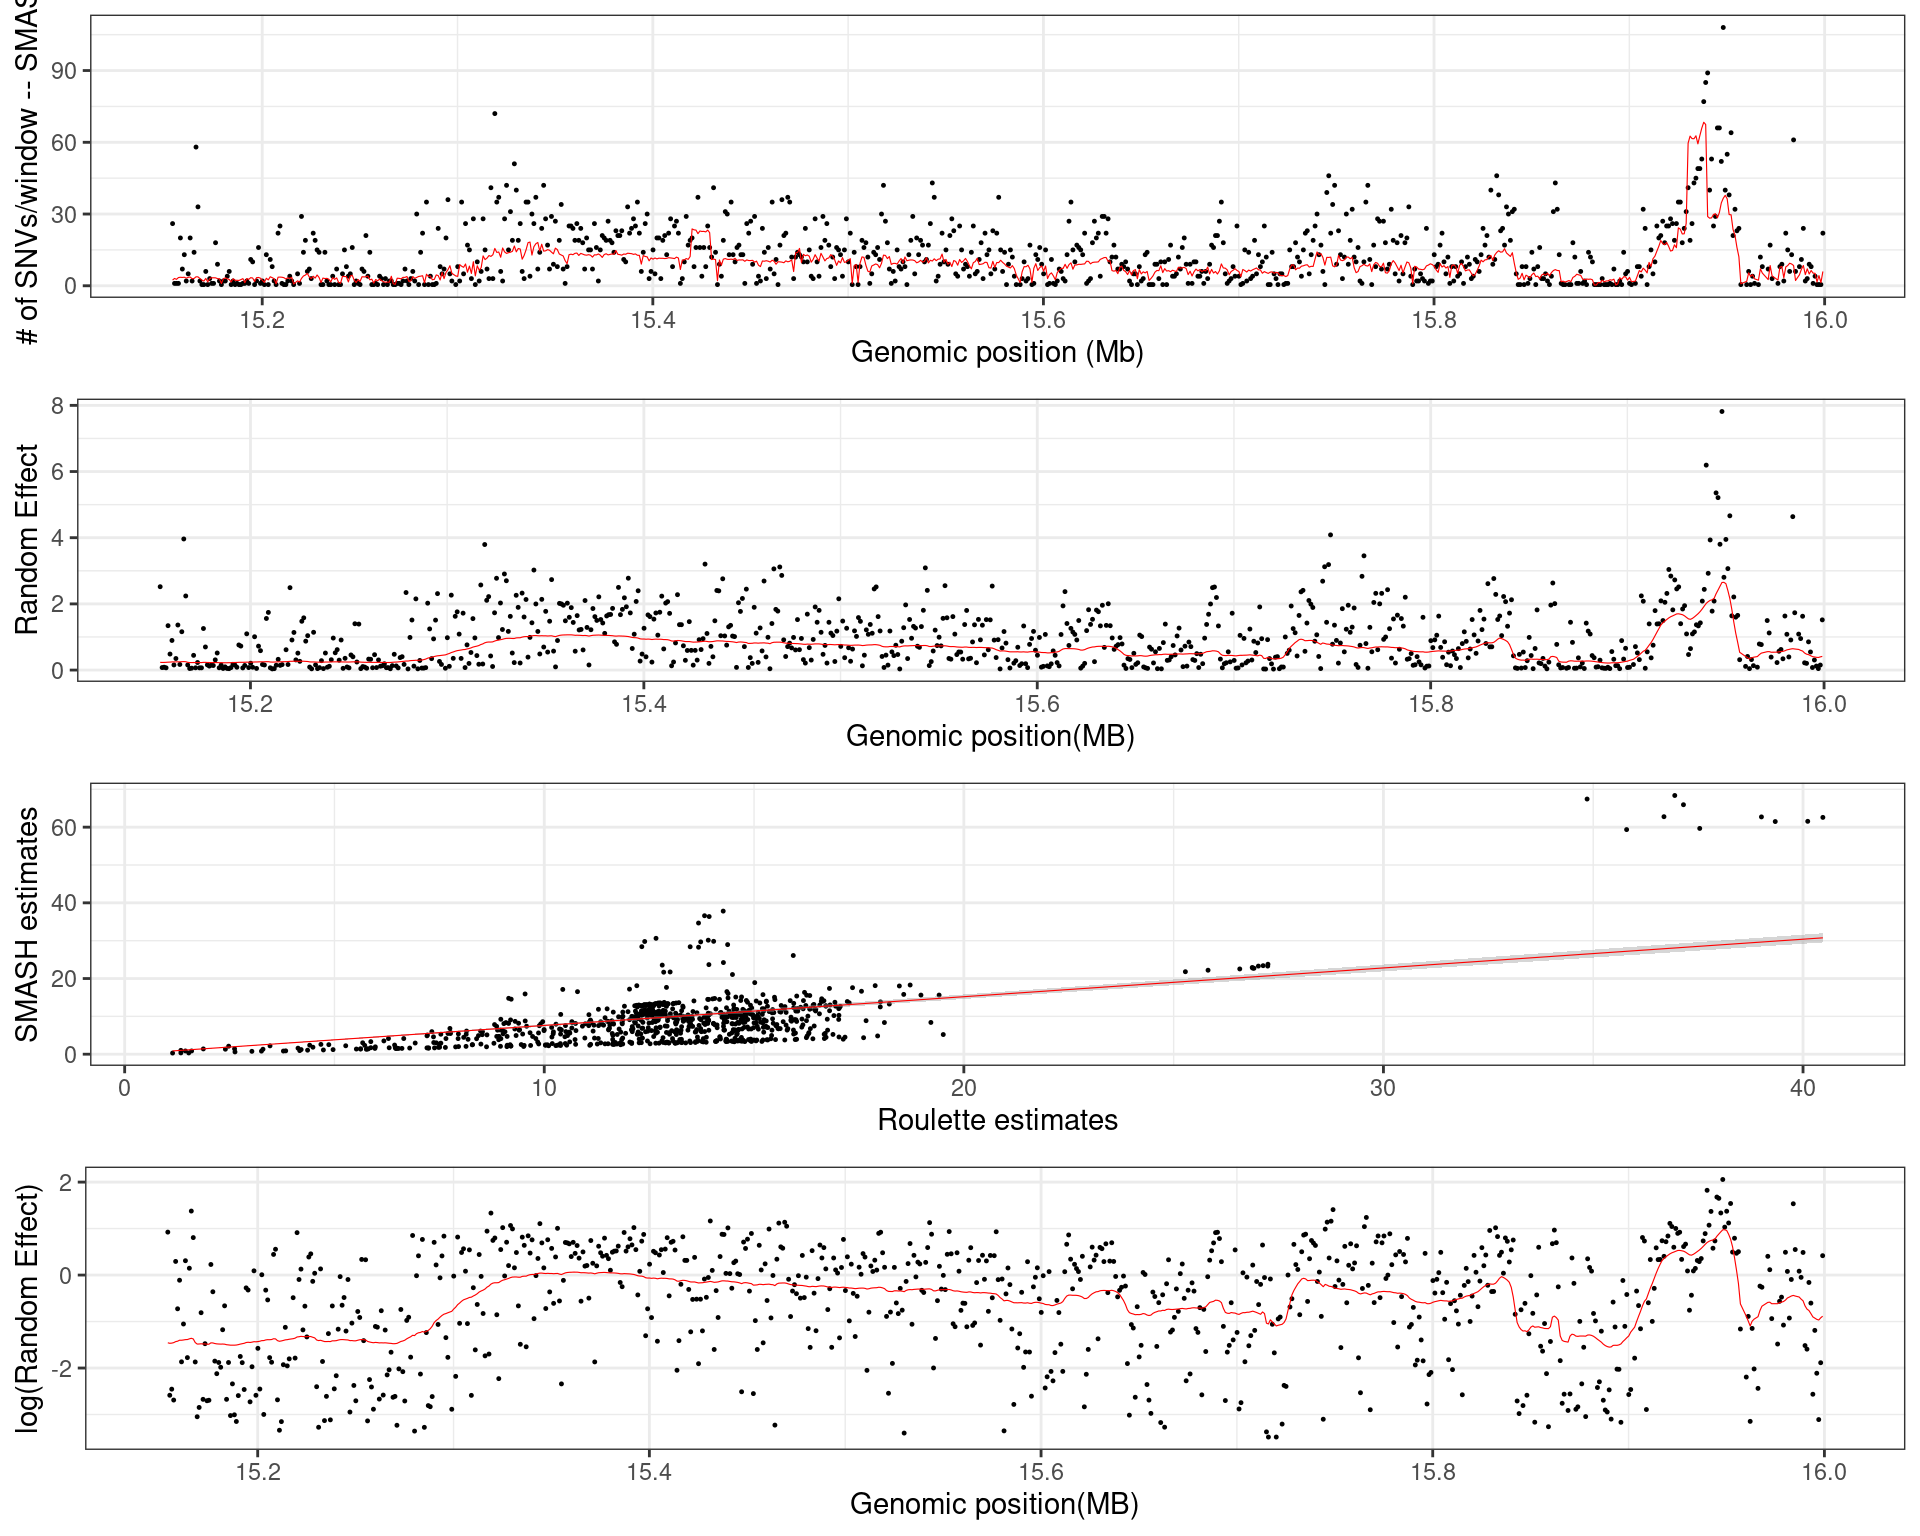 # of SNVs/window -- SMAS
90
60
30
0
15.2 15.4 15.6 15.8 16.0
Genomic position (Mb)
Random Effect
8
6
4
2
0
15.2 15.4 15.6 15.8 16.0
Genomic position(MB)
SMASH estimates
60
40
20
0
0 10 20 30 40
Roulette estimates
log(Random Effect)
2
0
-2
15.2 15.4 15.6 15.8 16.0
Genomic position(MB)